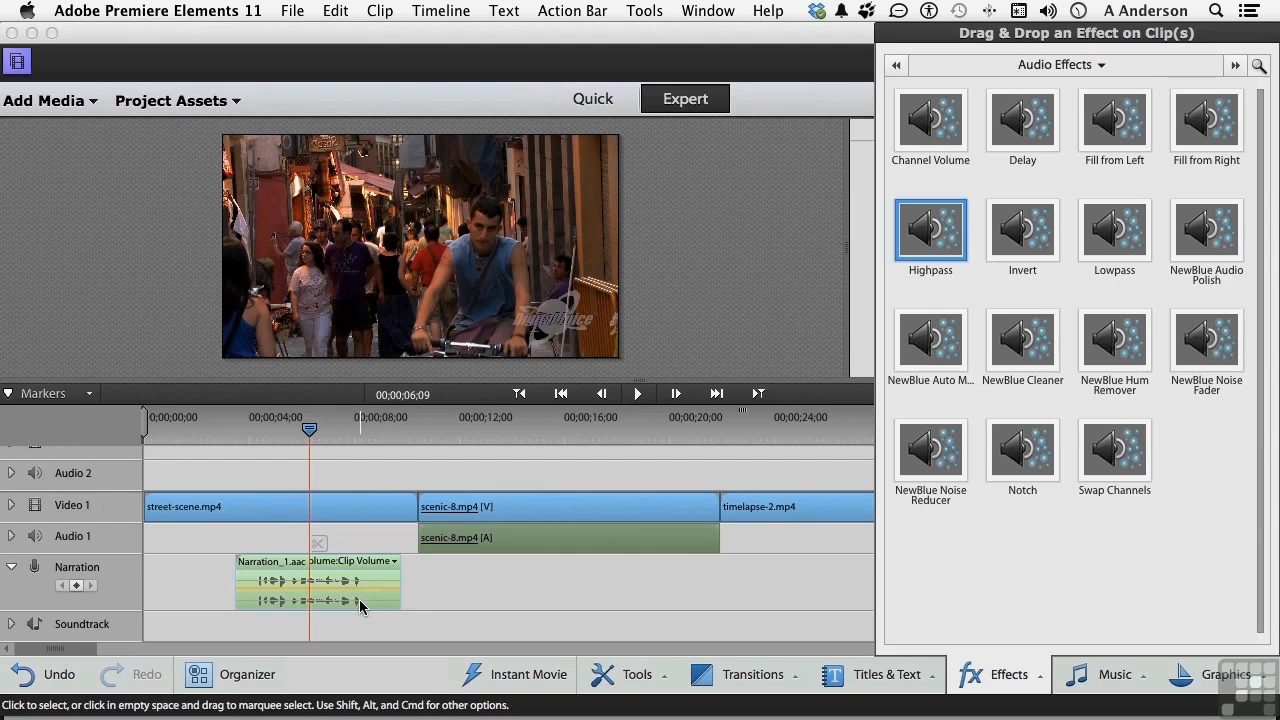 Adobe Premiere Elements 11 File Edit Clip Timeline Text Action Bar Tools Window Help A Anderson
Drag & Drop an Effect on Clip(s)
Audio Effects
Add Media Project Assets Quick Expert
Channel Volume Delay Fill from Left Fill from Right
Highpass Invert Lowpass NewBlue Audio
Polish
NewBlue Auto M... NewBlue Cleaner NewBlue Hum
Remover NewBlue Noise
Fader
NewBlue Noise
Reducer Notch Swap Channels
DigitalJuice
Markers 00;00;06;09
00;00;00;00 00;00;04;00 00;00;08;00 00;00;12;00 00;00;16;00 00;00;20;00 00;00;24;00
Audio 2
Video 1 street-scene.mp4 scenic-8.mp4 [V] timelapse-2.mp4
Audio 1 scenic-8.mp4 [A]
Narration_1.aac olume:Clip Volume
Narration
Soundtrack
Undo Redo Organizer Instant Movie Tools Transitions Titles & Text fx Effects Music Graphics
Click to select, or click in empty space and drag to marquee select. Use Shift, Alt, and Cmd for other options.